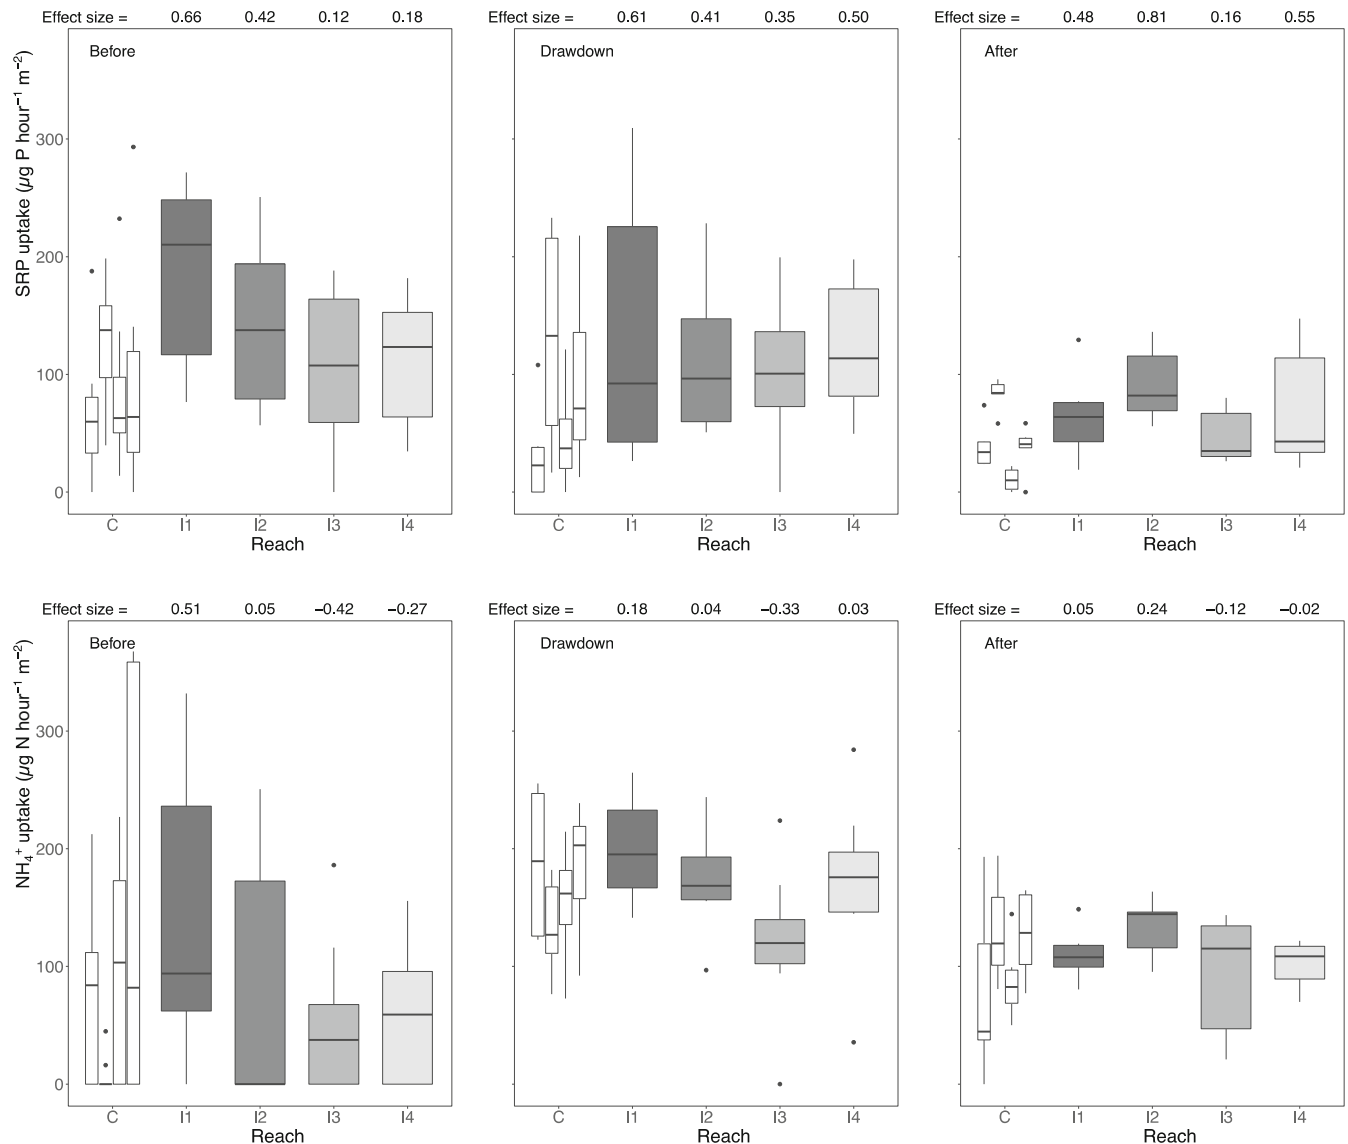 Effect size = 0.66 0.42 0.12 0.18
Effect size = 0.61 0.41 0.35 0.50
Effect size = 0.48 0.81 0.16 0.55
Before
Drawdown
After
SRP uptake (µg P hour⁻¹ m⁻²)
300
200
100
0
C I1 I2 I3 I4
Reach
C I1 I2 I3 I4
Reach
C I1 I2 I3 I4
Reach
Effect size = 0.51 0.05 −0.42 −0.27
Effect size = 0.18 0.04 −0.33 0.03
Effect size = 0.05 0.24 −0.12 −0.02
Before
Drawdown
After
NH₄⁺ uptake (µg N hour⁻¹ m⁻²)
300
200
100
0
C I1 I2 I3 I4
Reach
C I1 I2 I3 I4
Reach
C I1 I2 I3 I4
Reach